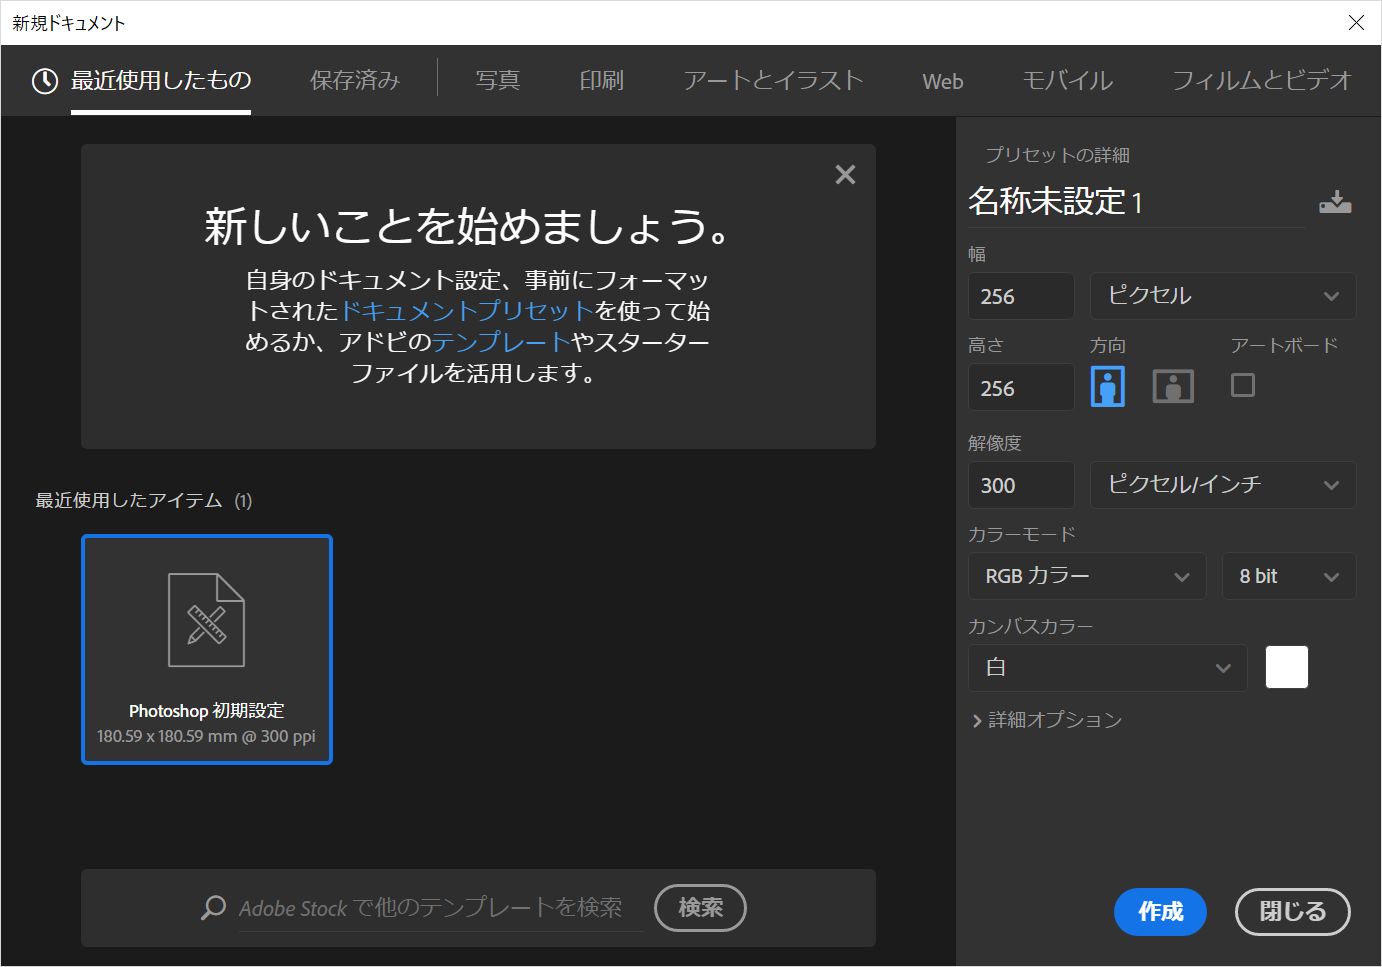 新規ドキュメント
最近使用したもの 保存済み 写真 印刷 アートとイラスト Web モバイル フィルムとビデオ
新しいことを始めましょう。
自身のドキュメント設定、事前にフォーマッ
トされたドキュメントプリセットを使って始
めるか、アドビのテンプレートやスターター
ファイルを活用します。
最近使用したアイテム (1)
Photoshop 初期設定
180.59 x 180.59 mm @ 300 ppi
Adobe Stock で他のテンプレートを検索 検索
プリセットの詳細
名称未設定 1
幅
256 ピクセル
高さ 方向 アートボード
256
解像度
300 ピクセル/インチ
カラーモード
RGB カラー 8 bit
カンバスカラー
白
詳細オプション
作成 閉じる